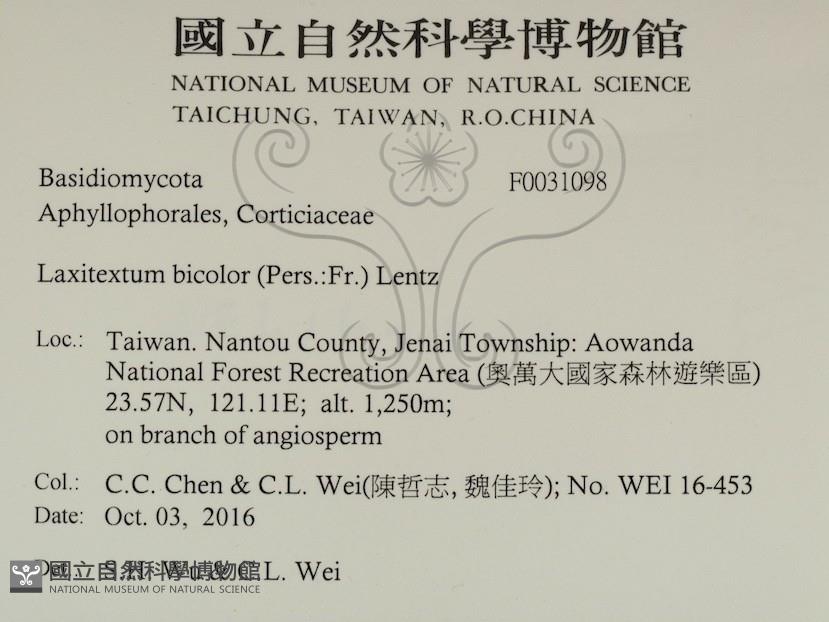 國立自然科學博物館
NATIONAL MUSEUM OF NATURAL SCIENCE
TAICHUNG, TAIWAN, R.O.CHINA
Basidiomycota F0031098
Aphyllophorales, Corticiaceae
Laxitextum bicolor (Pers.:Fr.) Lentz
Loc.: Taiwan. Nantou County, Jenai Township: Aowanda
National Forest Recreation Area (奧萬大國家森林遊樂區)
23.57N, 121.11E; alt. 1,250m;
on branch of angiosperm
Col.: C.C. Chen & C.L. Wei(陳哲志, 魏佳玲); No. WEI 16-453
Date: Oct. 03, 2016
Det.: S.H. Wu & C.L. Wei
國立自然科學博物館
NATIONAL MUSEUM OF NATURAL SCIENCE